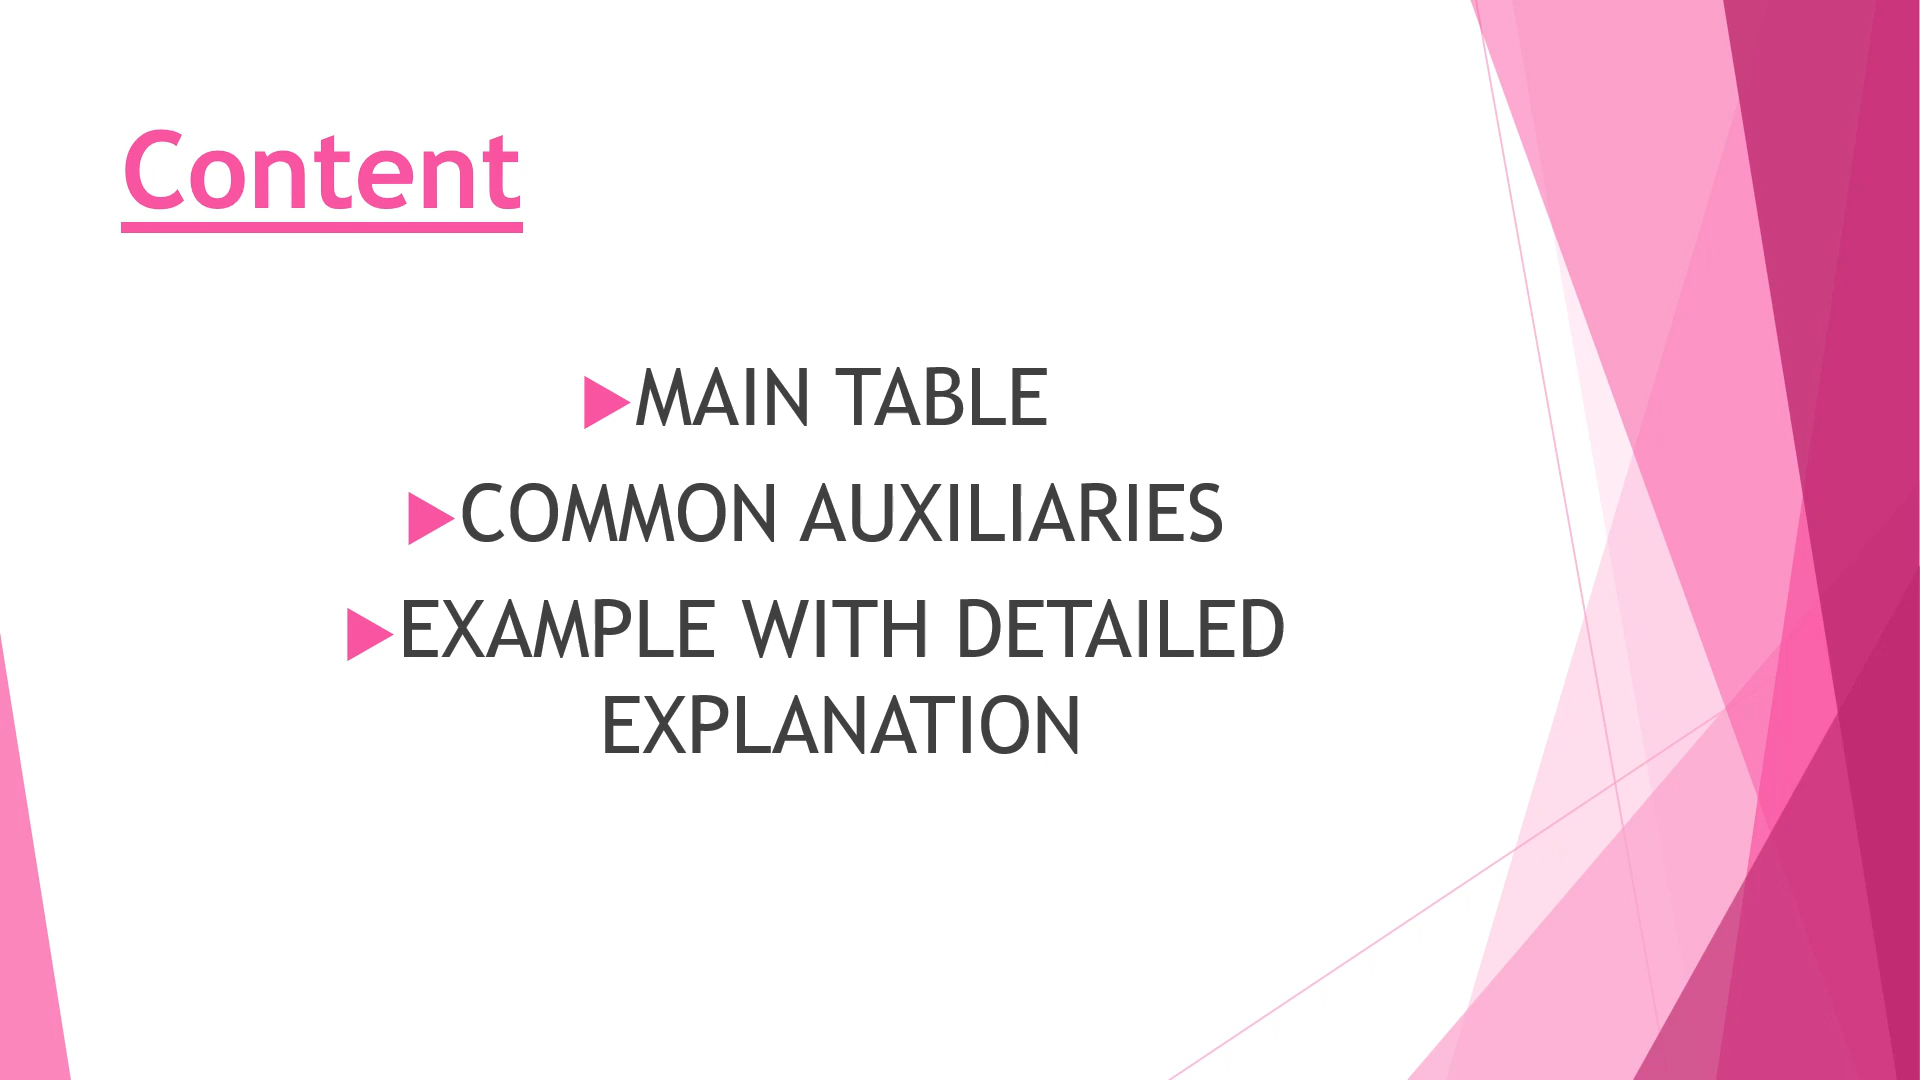 Content
MAIN TABLE
COMMON AUXILIARIES
EXAMPLE WITH DETAILED
EXPLANATION